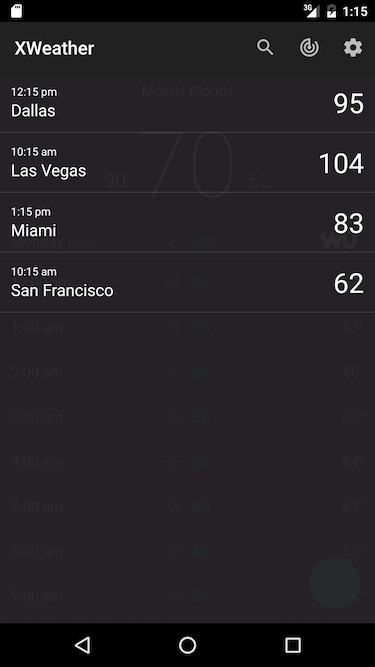 3G 1:15
XWeather
Mostly Cloudy
12:15 pm
Dallas
95
70
10:15 am
Las Vegas
104
90
62
1:15 pm
Miami
83
Monday TODAY
20%
WU
10:15 am
San Francisco
62
2%
1:00 am 2% 67°
2:00 am 2% 66°
3:00 am 3% 66°
4:00 am 3% 64°
5:00 am 4% 63°
6:00 am 4% 63°
7:00 am 3%